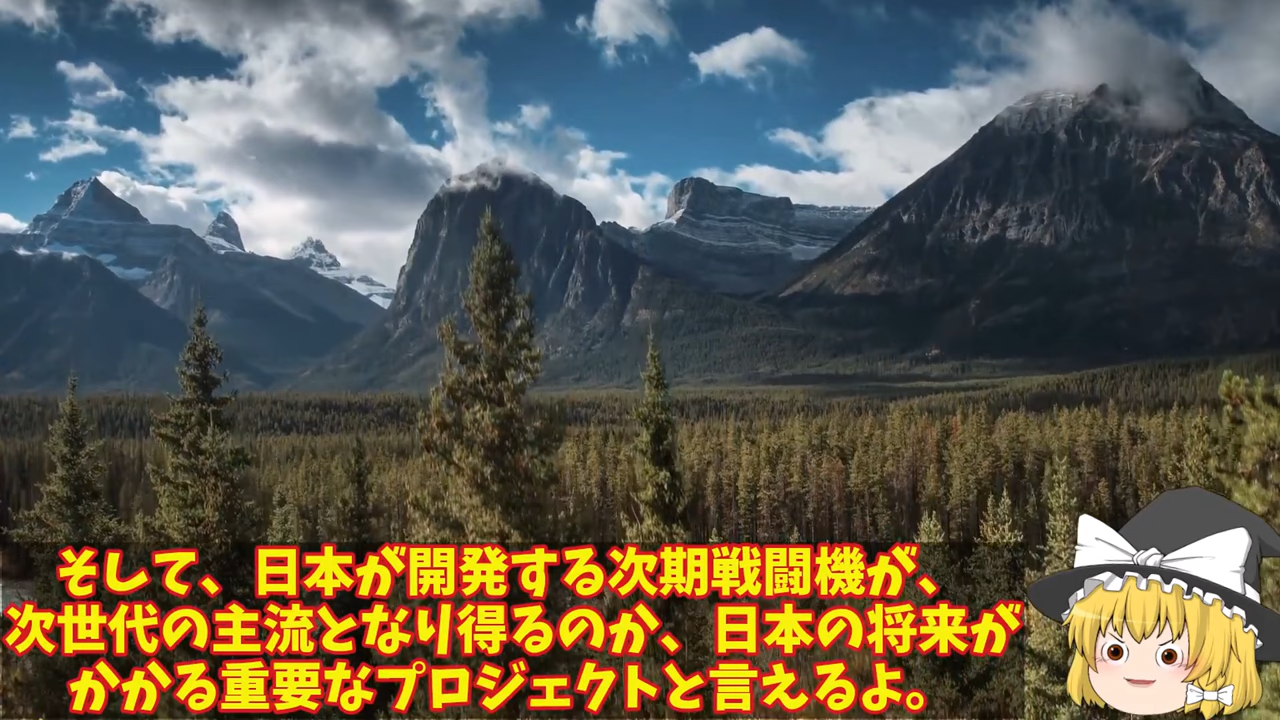 そして、日本が開発する次期戦闘機が、
次世代の主流となり得るのか、日本の将来が
かかる重要なプロジェクトと言えるよ。